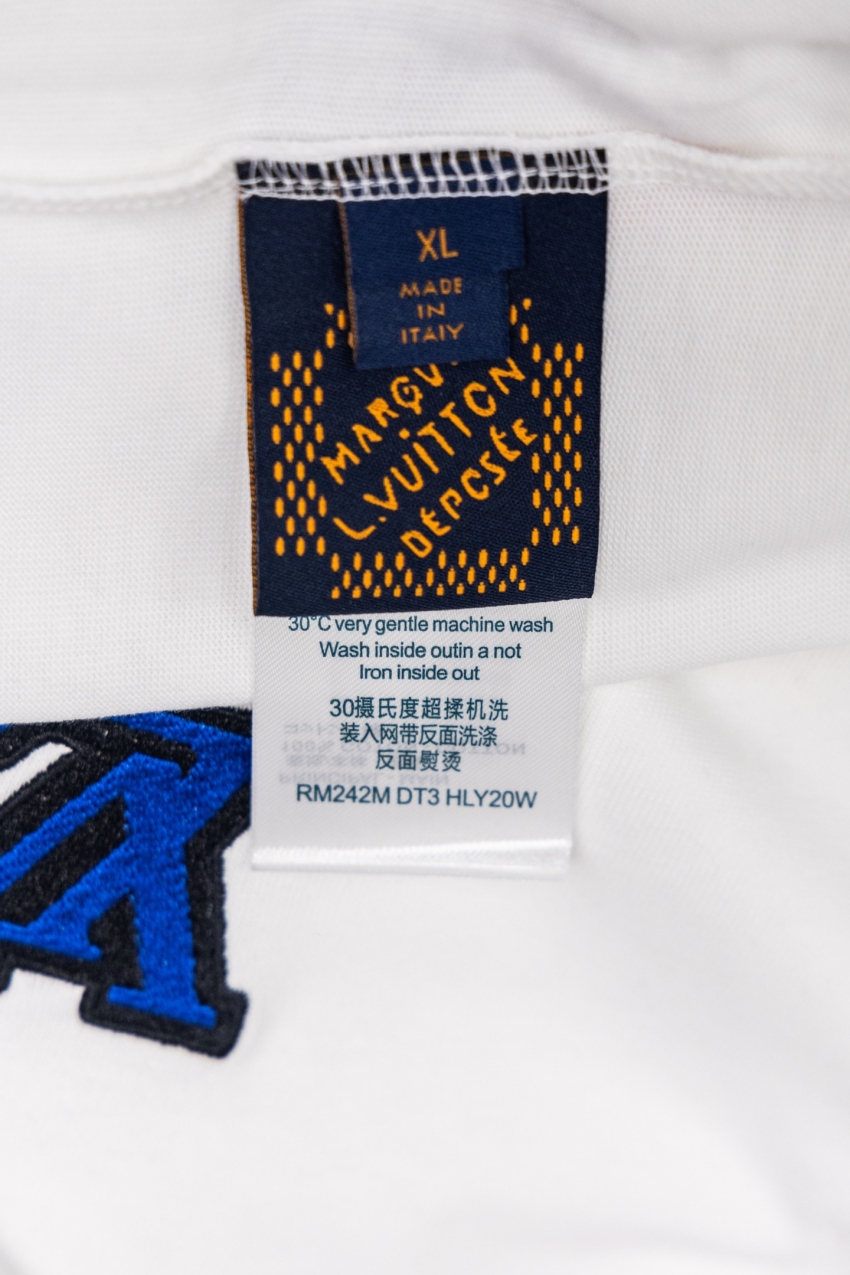 XL
MADE
IN
ITALY
MARQU
L.VUITTON
DÉPOSÉE
30°C very gentle machine wash
Wash inside outin a not
Iron inside out
30摄氏度超揉机洗
装入网带反面洗涤
反面熨烫
RM242M DT3 HLY20W